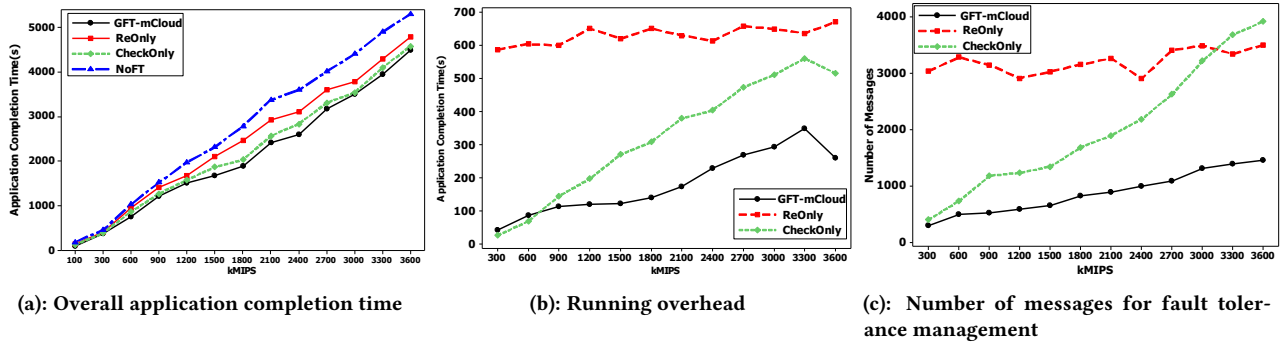 GFT-mCloud
ReOnly
CheckOnly
NoFT
Application Completion Time(s)
5000
4000
3000
2000
1000
0
100 300 600 900 1200 1500 1800 2100 2400 2700 3000 3300 3600
kMIPS
(a): Overall application completion time
Application Completion Time(s)
700
600
500
400
300
200
100
0
GFT-mCloud
ReOnly
CheckOnly
300 600 900 1200 1500 1800 2100 2400 2700 3000 3300 3600
kMIPS
(b): Running overhead
GFT-mCloud
ReOnly
CheckOnly
Number of Messages
4000
3000
2000
1000
0
300 600 900 1200 1500 1800 2100 2400 2700 3000 3300 3600
kMIPS
(c): Number of messages for fault toler-
ance management